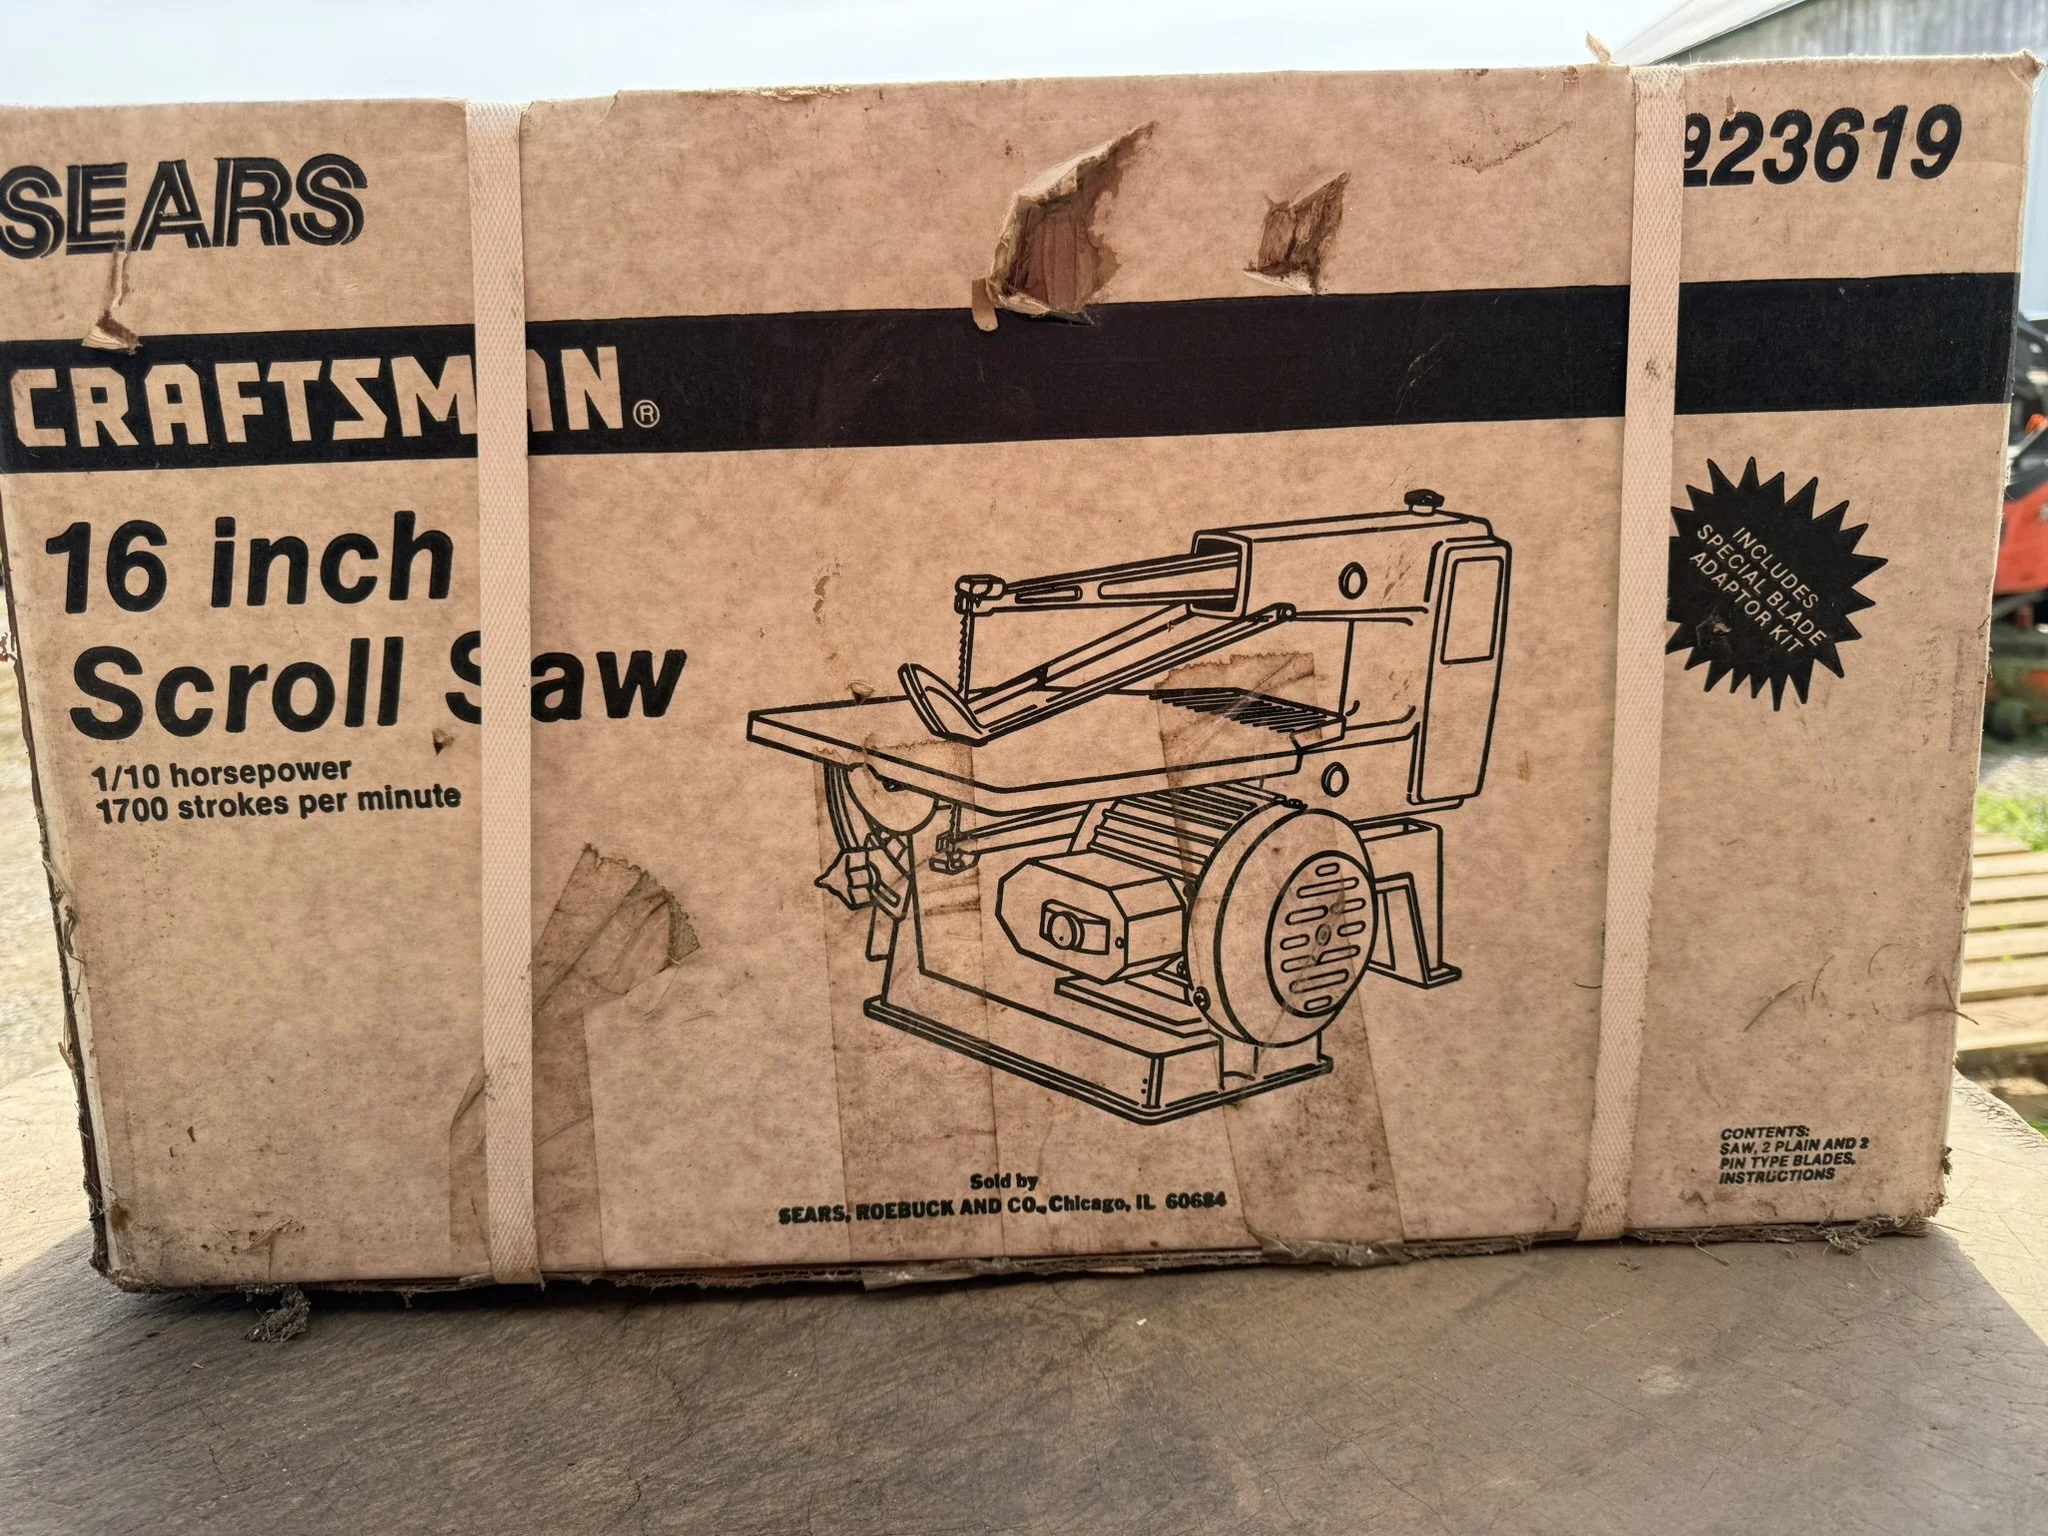 SEARS
923619
CRAFTSMAN®
16 inch
Scroll Saw
1/10 horsepower
1700 strokes per minute
INCLUDES
SPECIAL BLADE
ADAPTOR KIT
CONTENTS:
SAW, 2 PLAIN AND 2
PIN TYPE BLADES,
INSTRUCTIONS
Sold by
SEARS, ROEBUCK AND CO., Chicago, IL 60684